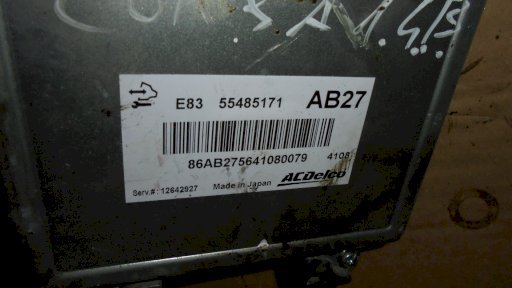 E83 55485171 AB27
86AB275641080079 4108
Serv.#: 12642927 Made in Japan ACDelco